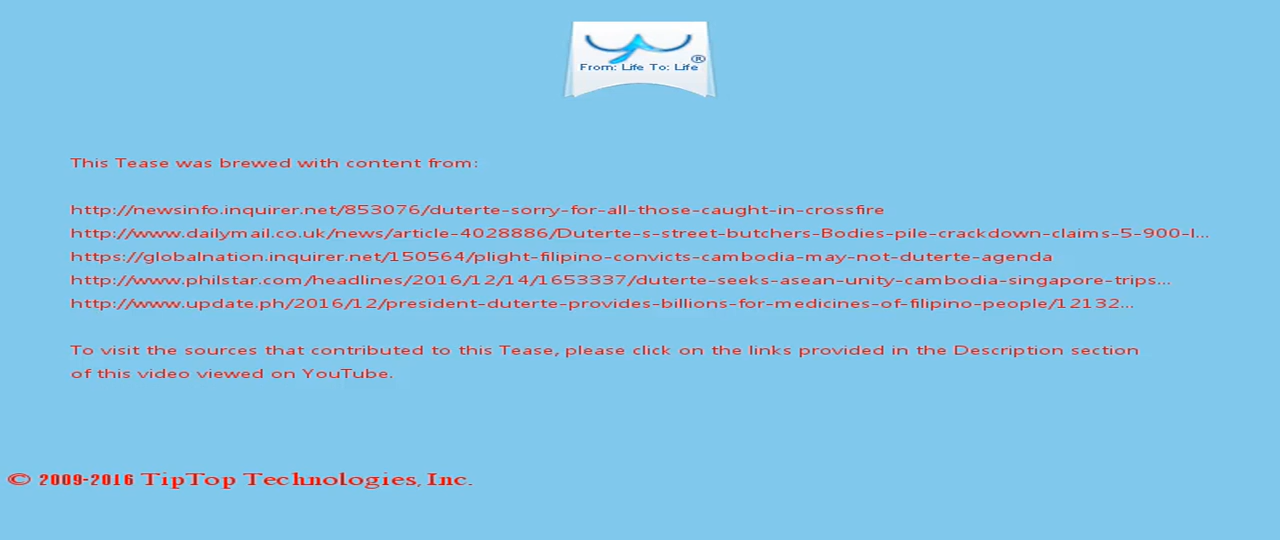 From: Life To: Life®
This Tease was brewed with content from:
http://newsinfo.inquirer.net/853076/duterte-sorry-for-all-those-caught-in-crossfire
http://www.dailymail.co.uk/news/article-4028886/Duterte-s-street-butchers-Bodies-pile-crackdown-claims-5-900-l...
https://globalnation.inquirer.net/150564/plight-filipino-convicts-cambodia-may-not-duterte-agenda
http://www.philstar.com/headlines/2016/12/14/1653337/duterte-seeks-asean-unity-cambodia-singapore-trips...
http://www.update.ph/2016/12/president-duterte-provides-billions-for-medicines-of-filipino-people/12132...
To visit the sources that contributed to this Tease, please click on the links provided in the Description section
of this video viewed on YouTube.
© 2009-2016 TipTop Technologies, Inc.